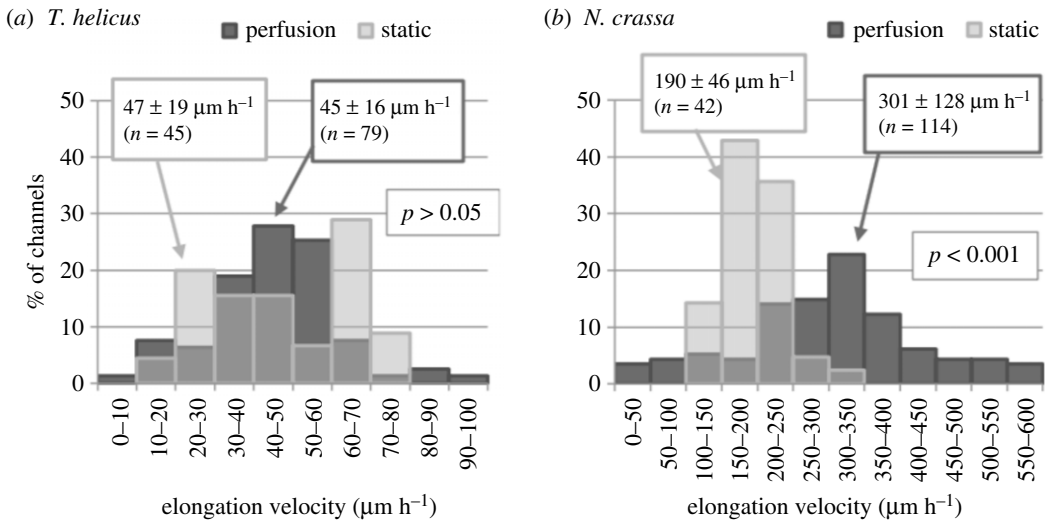 (a) T. helicus
perfusion static
47 ± 19 µm h⁻¹
(n = 45)
45 ± 16 µm h⁻¹
(n = 79)
p > 0.05
% of channels
50
40
30
20
10
0
0–10
10–20
20–30
30–40
40–50
50–60
60–70
70–80
80–90
90–100
elongation velocity (µm h⁻¹)
(b) N. crassa
perfusion static
190 ± 46 µm h⁻¹
(n = 42)
301 ± 128 µm h⁻¹
(n = 114)
p < 0.001
50
40
30
20
10
0
0–50
50–100
100–150
150–200
200–250
250–300
300–350
350–400
400–450
450–500
500–550
550–600
elongation velocity (µm h⁻¹)